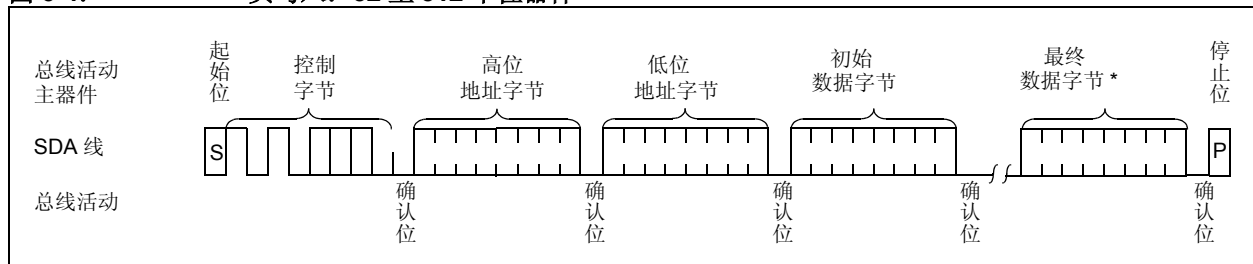 总线活动
主器件
起始位
控制
字节
高位
地址字节
低位
地址字节
初始
数据字节
最终
数据字节 *
停止位
SDA 线
S
P
总线活动
确认位
确认位
确认位
确认位
确认位